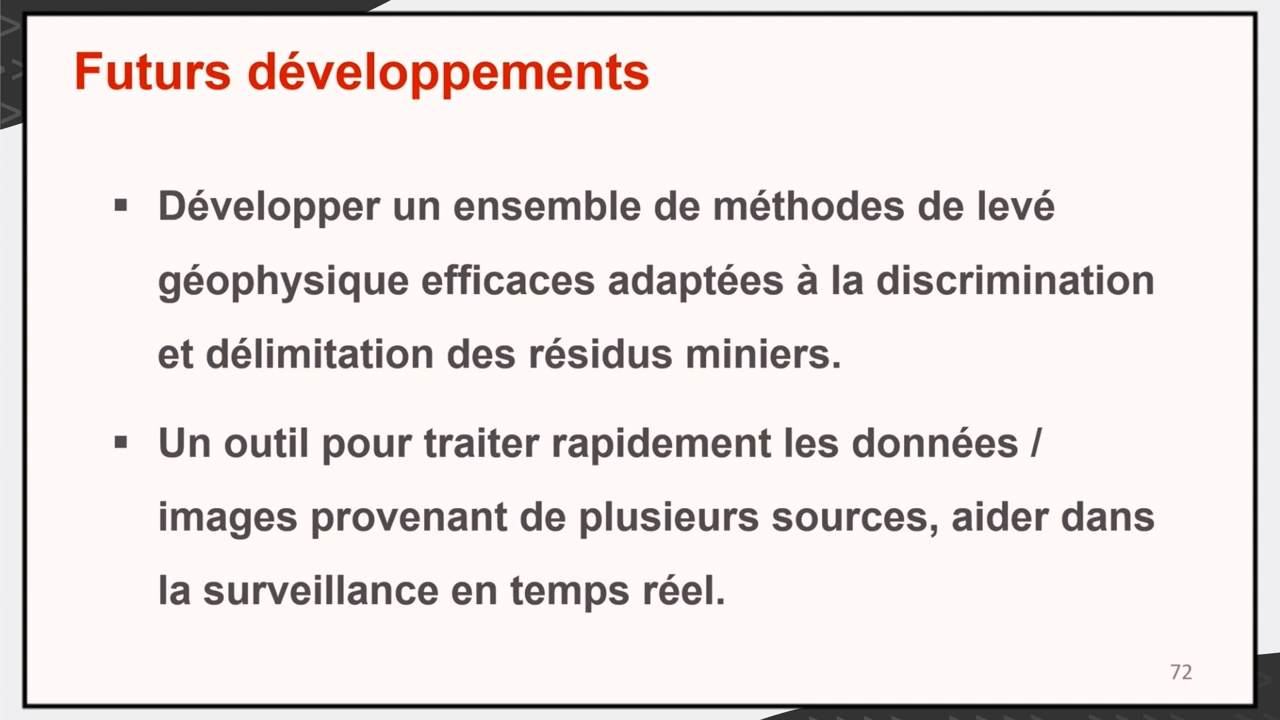 Futurs développements
▪ Développer un ensemble de méthodes de levé
géophysique efficaces adaptées à la discrimination
et délimitation des résidus miniers.
▪ Un outil pour traiter rapidement les données /
images provenant de plusieurs sources, aider dans
la surveillance en temps réel.
72